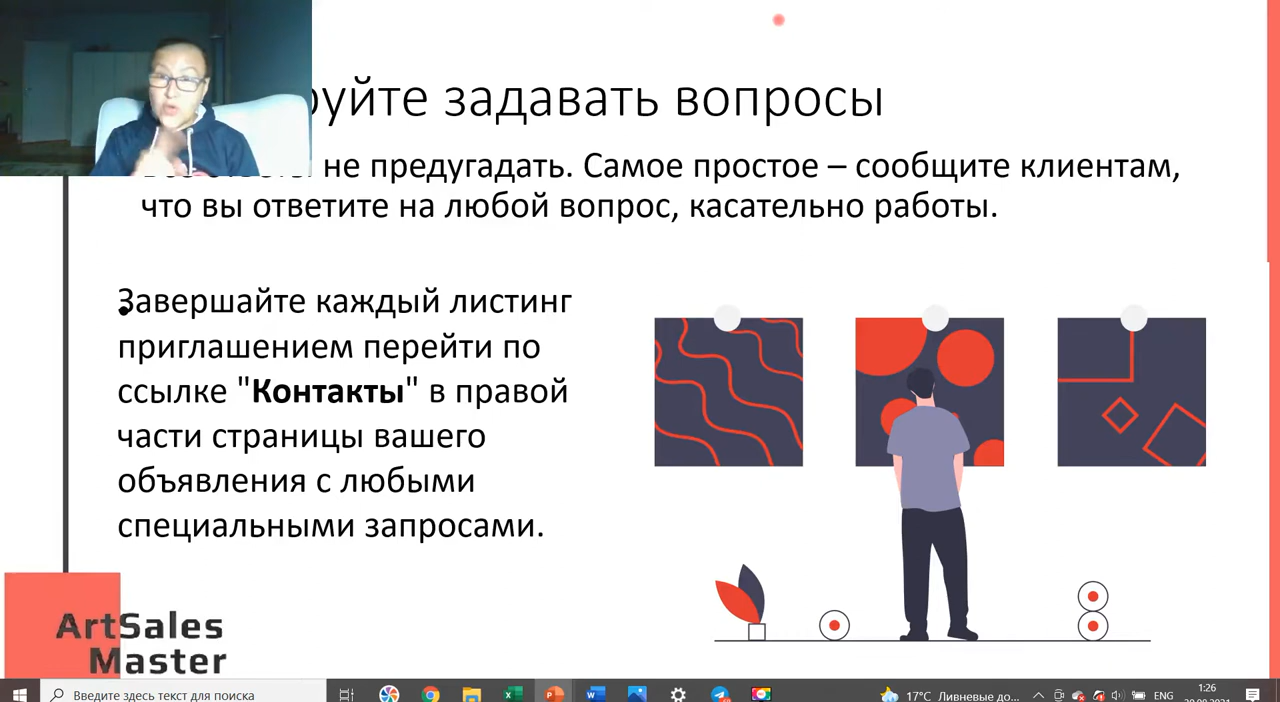 задавать вопросы
не предугадать. Самое простое – сообщите клиентам,
что вы ответите на любой вопрос, касательно работы.
Завершайте каждый листинг
приглашением перейти по
ссылке "Контакты" в правой
части страницы вашего
объявления с любыми
специальными запросами.
ArtSales
Master
Введите здесь текст для поиска
17°C Ливневые до...
ENG
1:26